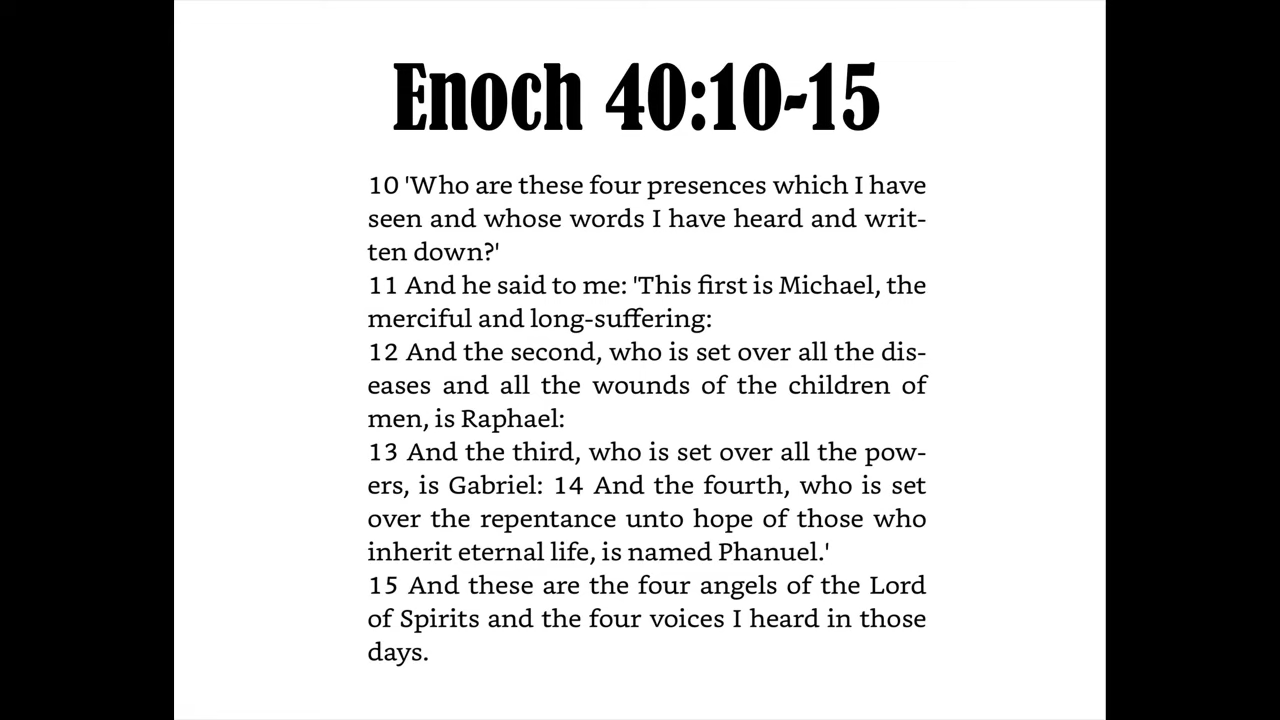 Enoch 40:10-15
10 'Who are these four presences which I have
seen and whose words I have heard and writ-
ten down?'
11 And he said to me: 'This first is Michael, the
merciful and long-suffering:
12 And the second, who is set over all the dis-
eases and all the wounds of the children of
men, is Raphael:
13 And the third, who is set over all the pow-
ers, is Gabriel: 14 And the fourth, who is set
over the repentance unto hope of those who
inherit eternal life, is named Phanuel.'
15 And these are the four angels of the Lord
of Spirits and the four voices I heard in those
days.